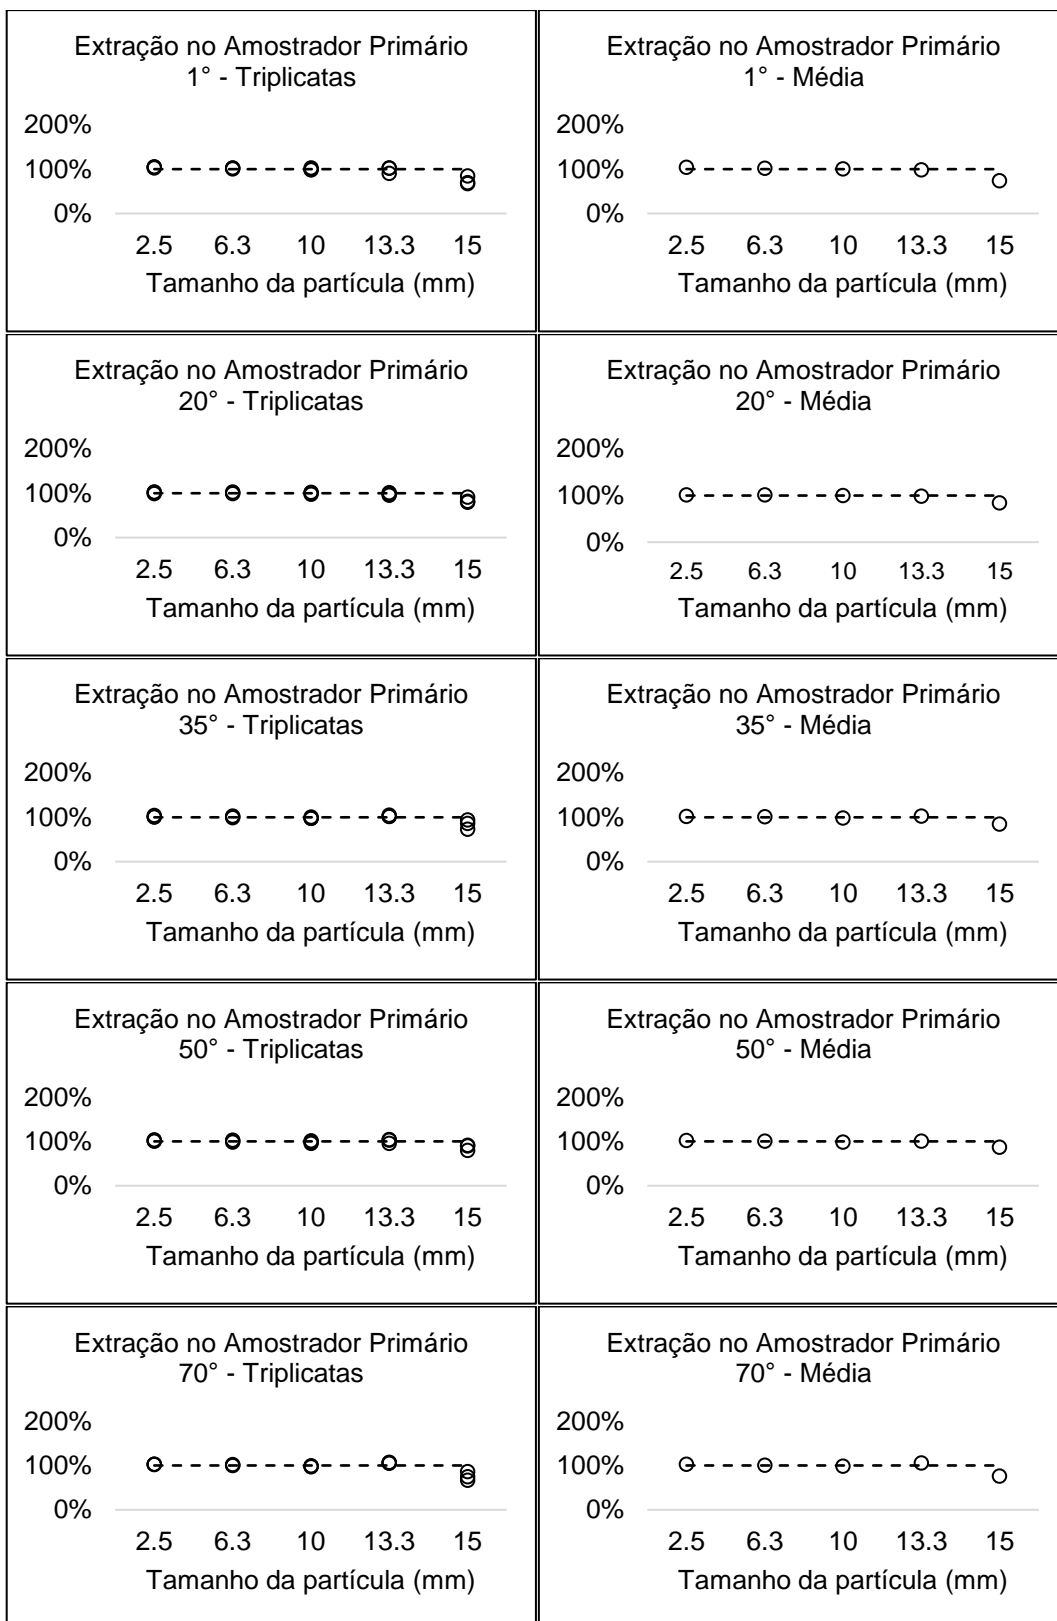 Extração no Amostrador Primário
1° - Triplicatas
200%
100%
0%
2.5 6.3 10 13.3 15
Tamanho da partícula (mm)
Extração no Amostrador Primário
1° - Média
200%
100%
0%
2.5 6.3 10 13.3 15
Tamanho da partícula (mm)
Extração no Amostrador Primário
20° - Triplicatas
200%
100%
0%
2.5 6.3 10 13.3 15
Tamanho da partícula (mm)
Extração no Amostrador Primário
20° - Média
200%
100%
0%
2.5 6.3 10 13.3 15
Tamanho da partícula (mm)
Extração no Amostrador Primário
35° - Triplicatas
200%
100%
0%
2.5 6.3 10 13.3 15
Tamanho da partícula (mm)
Extração no Amostrador Primário
35° - Média
200%
100%
0%
2.5 6.3 10 13.3 15
Tamanho da partícula (mm)
Extração no Amostrador Primário
50° - Triplicatas
200%
100%
0%
2.5 6.3 10 13.3 15
Tamanho da partícula (mm)
Extração no Amostrador Primário
50° - Média
200%
100%
0%
2.5 6.3 10 13.3 15
Tamanho da partícula (mm)
Extração no Amostrador Primário
70° - Triplicatas
200%
100%
0%
2.5 6.3 10 13.3 15
Tamanho da partícula (mm)
Extração no Amostrador Primário
70° - Média
200%
100%
0%
2.5 6.3 10 13.3 15
Tamanho da partícula (mm)